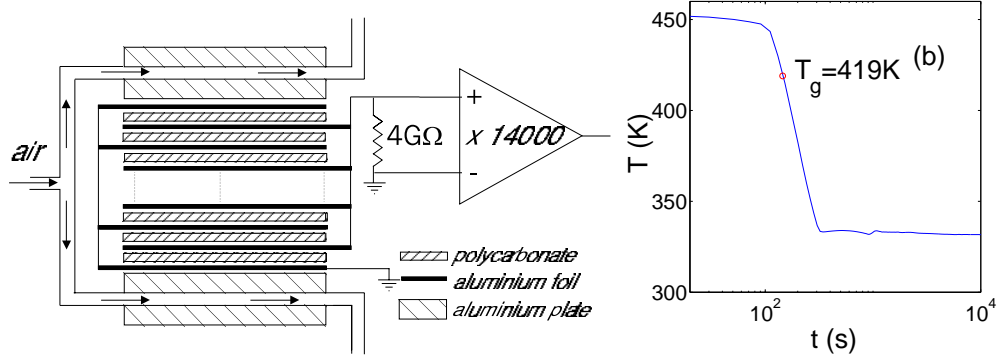 air
+
-
4GΩ
x 14000
polycarbonate
aluminium foil
aluminium plate
(b)
T_g=419K
T (K)
450
400
350
300
10^2
10^4
t (s)